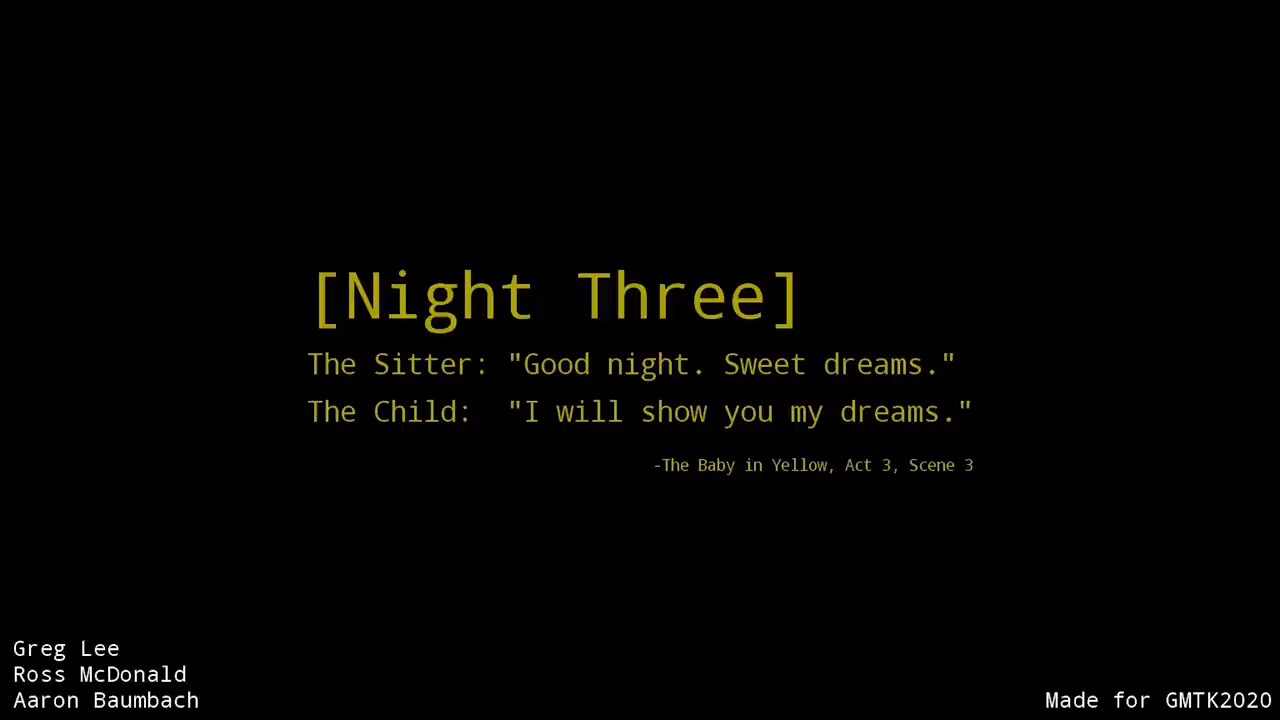 [Night Three]
The Sitter: "Good night. Sweet dreams."
The Child:  "I will show you my dreams."
-The Baby in Yellow, Act 3, Scene 3
Greg Lee
Ross McDonald
Aaron Baumbach
Made for GMTK2020